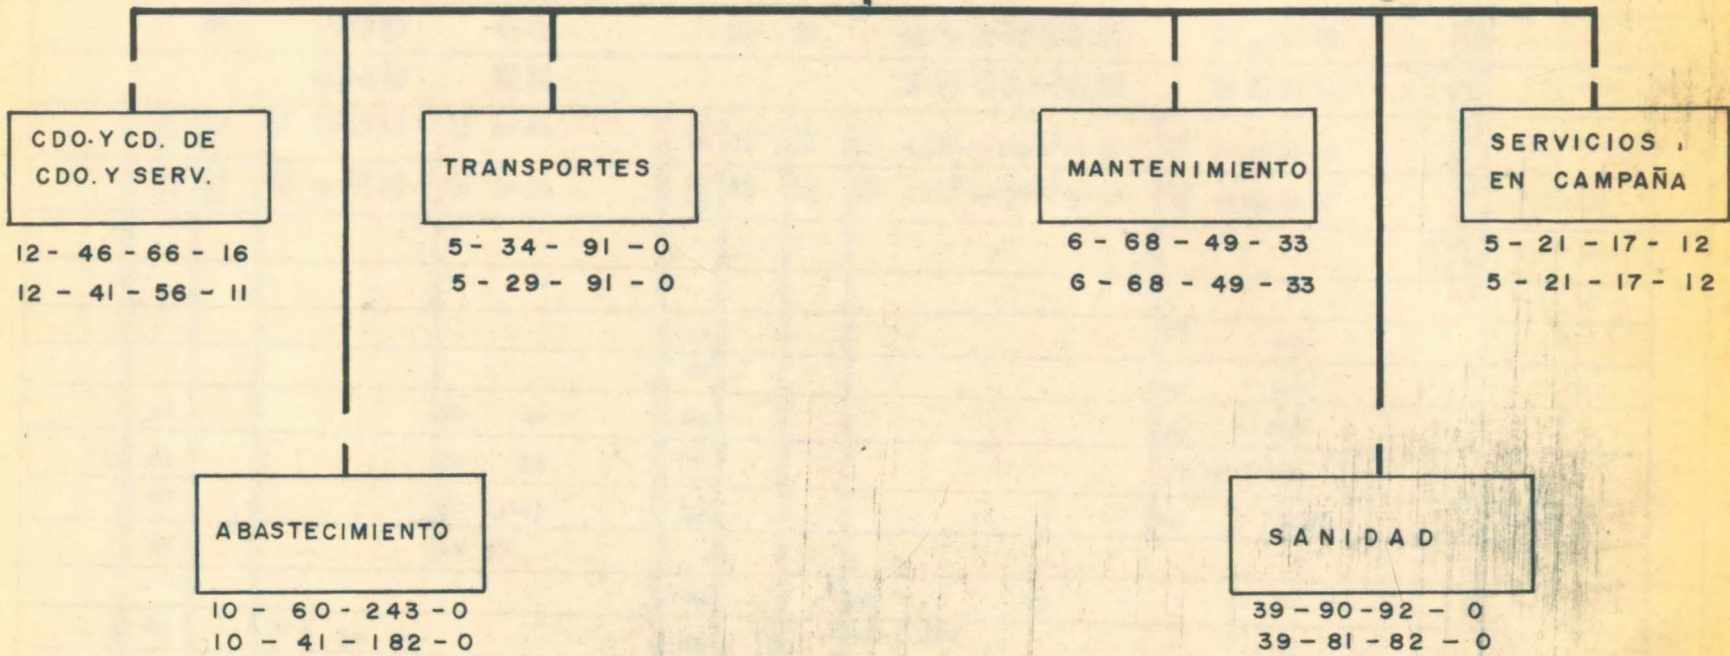 CDO. Y CD. DE
CDO. Y SERV.
12 - 46 - 66 - 16
12 - 41 - 56 - 11
TRANSPORTES
5 - 34 - 91 - 0
5 - 29 - 91 - 0
MANTENIMIENTO
6 - 68 - 49 - 33
6 - 68 - 49 - 33
SERVICIOS
EN CAMPAÑA
5 - 21 - 17 - 12
5 - 21 - 17 - 12
ABASTECIMIENTO
10 - 60 - 243 - 0
10 - 41 - 182 - 0
SANIDAD
39 - 90 - 92 - 0
39 - 81 - 82 - 0